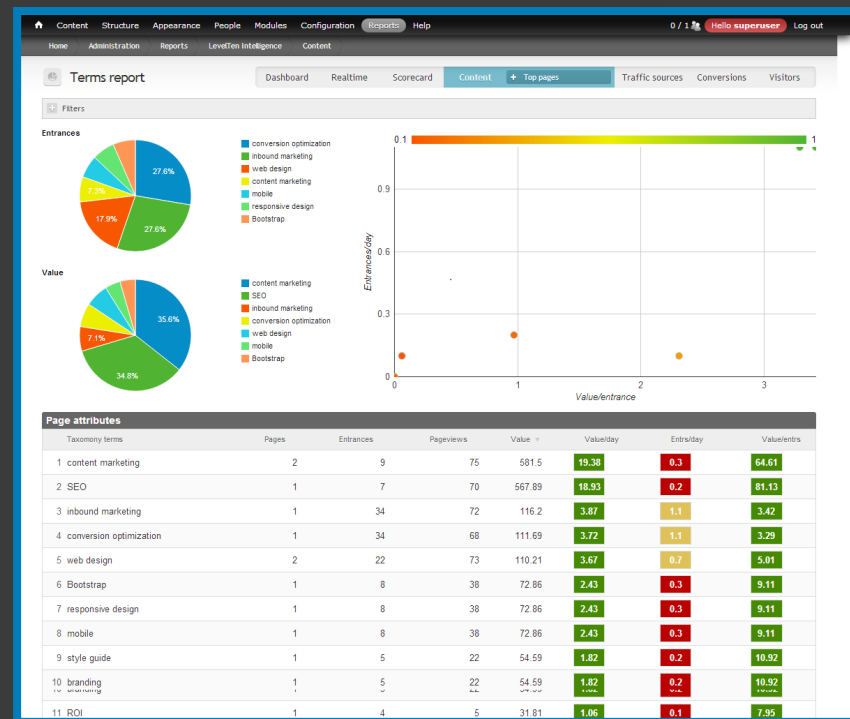 Content Structure Appearance People Modules Configuration Reports Help 0 / 1 Hello superuser Log out
Home Administration Reports LevelTen Intelligence Content
Terms report Dashboard Realtime Scorecard Content + Top pages Traffic sources Conversions Visitors
Filters
Entrances
27.6%
7.3%
17.9%
27.6%
conversion optimization
inbound marketing
web design
content marketing
mobile
responsive design
Bootstrap
Value
35.6%
7.1%
34.8%
content marketing
SEO
inbound marketing
conversion optimization
web design
mobile
Bootstrap
0.1 1
0.9
0.6
0.3
0
Entrances/day
0 1 2 3
Value/entrance
Page attributes
Taxomony terms Pages Entrances Pageviews Value Value/day Entrs/day Value/entrs
1 content marketing 2 9 75 581.5 19.38 0.3 64.61
2 SEO 1 7 70 567.89 18.93 0.2 81.13
3 inbound marketing 1 34 72 116.2 3.87 1.1 3.42
4 conversion optimization 1 34 68 111.69 3.72 1.1 3.29
5 web design 2 22 73 110.21 3.67 0.7 5.01
6 Bootstrap 1 8 38 72.86 2.43 0.3 9.11
7 responsive design 1 8 38 72.86 2.43 0.3 9.11
8 mobile 1 8 38 72.86 2.43 0.3 9.11
9 style guide 1 5 22 54.59 1.82 0.2 10.92
10 branding 1 5 22 54.59 1.82 0.2 10.92
11 ROI 1 4 5 31.81 1.06 0.1 7.95